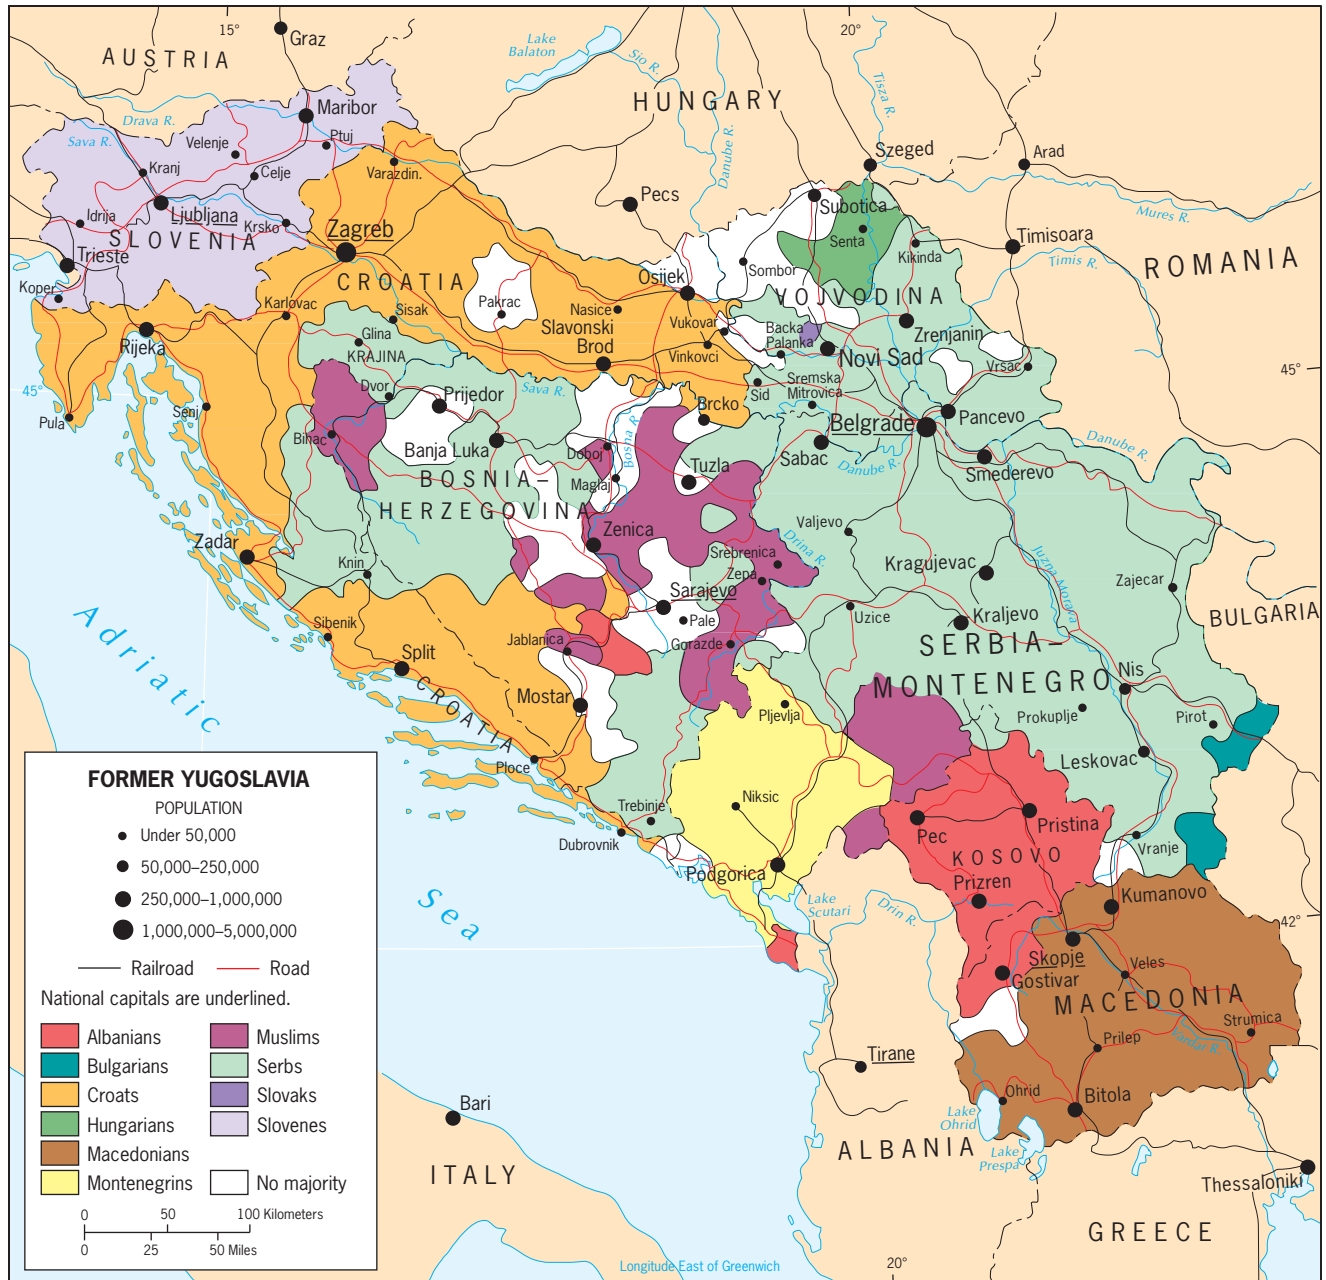 15°
20°
Graz
AUSTRIA
Lake
Balaton
Sio R.
HUNGARY
Tisza R.
Maribor
Drava R.
Ptuj
Sava R.
Velenje
Kranj
Celje
Varazdin.
Danube R.
Szeged
Arad
Pecs
Idrija
Ljubljana
Krsko
SLOVENIA
Zagreb
Subotica
Senta
Mures R.
Timisoara
Kikinda
Timis R.
ROMANIA
Trieste
Koper
CROATIA
Osijek
Sombor
VOJVODINA
Karlovac
Sisak
Pakrac
Nasice
Slavonski
Brod
Vukovar
Vinkovci
Backa
Palanka
Zrenjanin
Novi Sad
Rijeka
Glina
KRAJINA
Vrsac
45°
45°
Dvor
Prijedor
Sava R.
Sid
Sremska
Mitrovica
Pula
Senj
Brcko
Belgrade
Pancevo
Bihac
Banja Luka
Doboj
Bosna R.
Sabac
Danube R.
Danube R.
Smederevo
BOSNIA–
HERZEGOVINA
Maglaj
Tuzla
Zadar
Zenica
Valjevo
Drina R.
Srebrenica
Zepa
Kragujevac
Juzna Morava
Zajecar
Knin
Sarajevo
Pale
Uzice
Kraljevo
BULGARIA
Adriatic
Sea
Sibenik
Jablanica
Gorazde
SERBIA–
MONTENEGRO
Split
CROATIA
Mostar
Pljevlja
Nis
Prokuplje
Pirot
Ploce
Leskovac
Niksic
Trebinje
Dubrovnik
Pec
Pristina
KOSOVO
Vranje
Podgorica
Prizren
Lake
Scutari
Drin R.
Kumanovo
42°
Skopje
Gostivar
Veles
MACEDONIA
Strumica
Vardar R.
Prilep
Tirane
Ohrid
Bitola
Lake
Ohrid
ALBANIA
Lake
Prespa
Thessaloniki
GREECE
Bari
ITALY
20°
Longitude East of Greenwich
FORMER YUGOSLAVIA
POPULATION
Under 50,000
50,000–250,000
250,000–1,000,000
1,000,000–5,000,000
Railroad Road
National capitals are underlined.
Albanians Muslims
Bulgarians Serbs
Croats Slovaks
Hungarians Slovenes
Macedonians
Montenegrins No majority
0 50 100 Kilometers
0 25 50 Miles